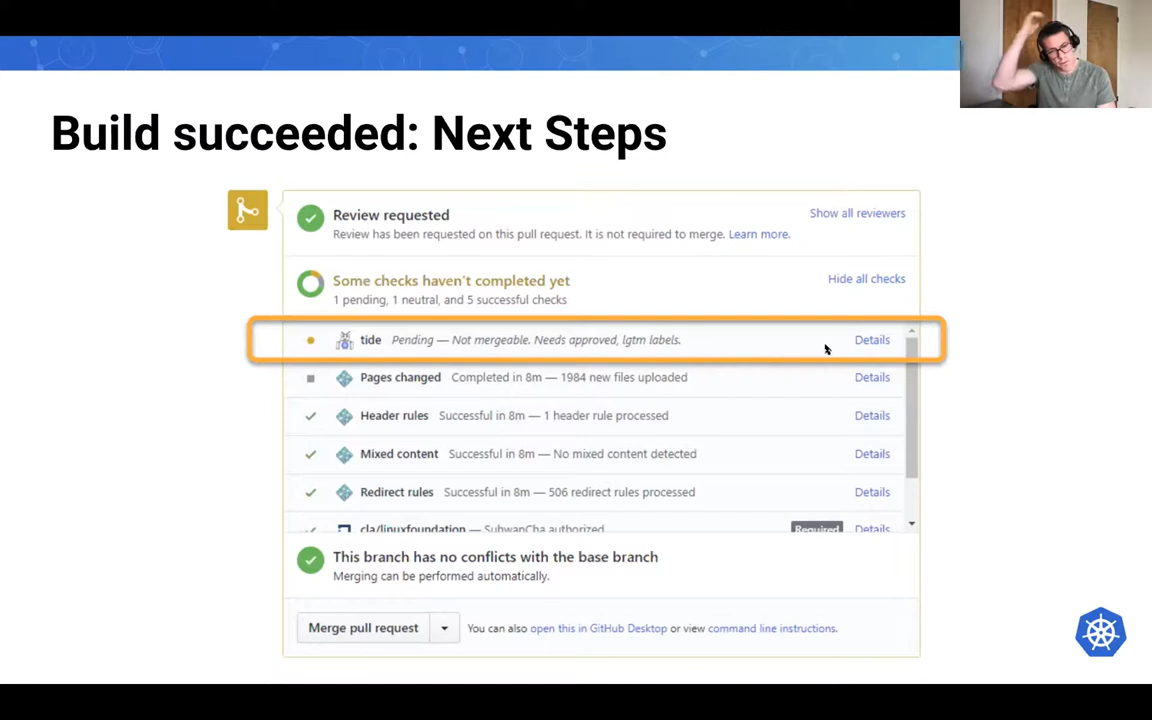 Build succeeded: Next Steps
Review requested
Show all reviewers
Review has been requested on this pull request. It is not required to merge. Learn more.
Some checks haven't completed yet
Hide all checks
1 pending, 1 neutral, and 5 successful checks
tide Pending — Not mergeable. Needs approved, lgtm labels. Details
Pages changed Completed in 8m — 1984 new files uploaded Details
Header rules Successful in 8m — 1 header rule processed Details
Mixed content Successful in 8m — No mixed content detected Details
Redirect rules Successful in 8m — 506 redirect rules processed Details
cla/linuxfoundation — SubwanCha authorized Required Details
This branch has no conflicts with the base branch
Merging can be performed automatically.
Merge pull request You can also open this in GitHub Desktop or view command line instructions.